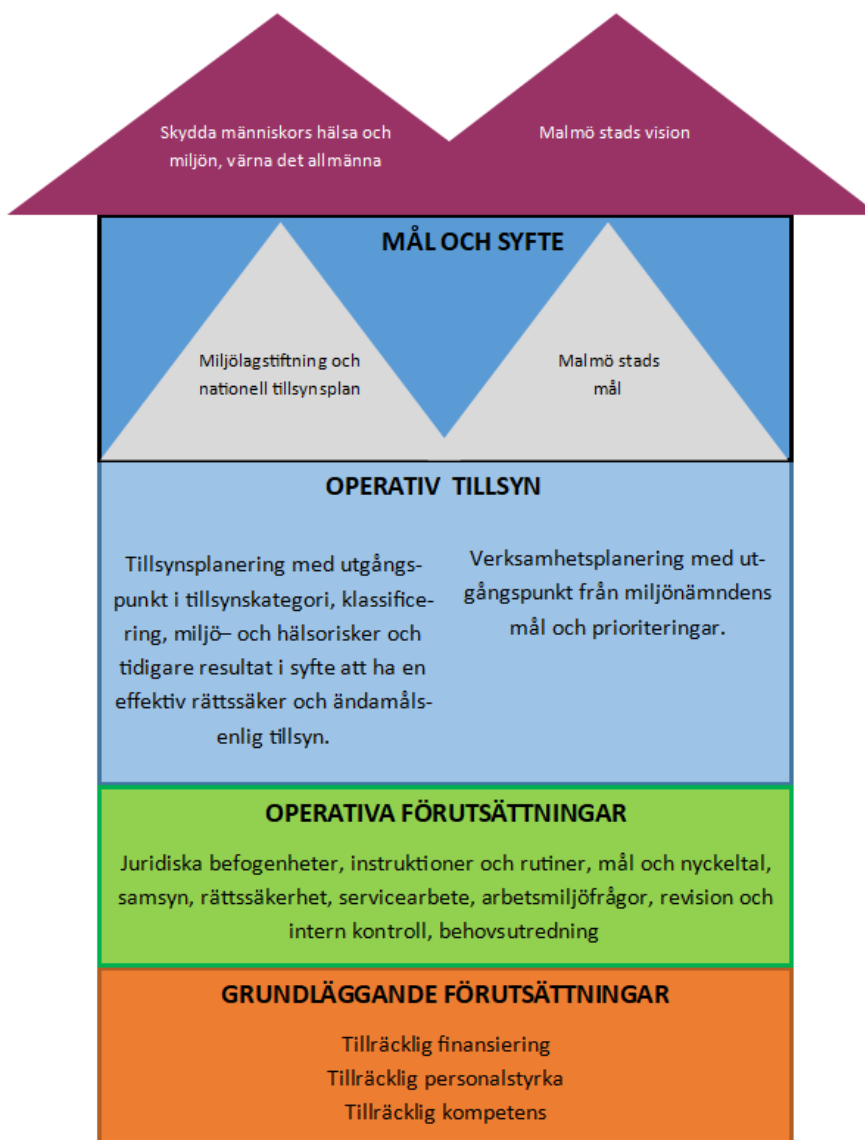 Skydda människors hälsa och
miljön, värna det allmänna
Malmö stads vision
MÅL OCH SYFTE
Miljölagstiftning och
nationell tillsynsplan
Malmö stads
mål
OPERATIV TILLSYN
Tillsynsplanering med utgångs-
punkt i tillsynskategori, klassifice-
ring, miljö– och hälsorisker och
tidigare resultat i syfte att ha en
effektiv rättssäker och ändamåls-
enlig tillsyn.
Verksamhetsplanering med ut-
gångspunkt från miljönämndens
mål och prioriteringar.
OPERATIVA FÖRUTSÄTTNINGAR
Juridiska befogenheter, instruktioner och rutiner, mål och nyckeltal,
samsyn, rättssäkerhet, servicearbete, arbetsmiljöfrågor, revision och
intern kontroll, behovsutredning
GRUNDLÄGGANDE FÖRUTSÄTTNINGAR
Tillräcklig finansiering
Tillräcklig personalstyrka
Tillräcklig kompetens